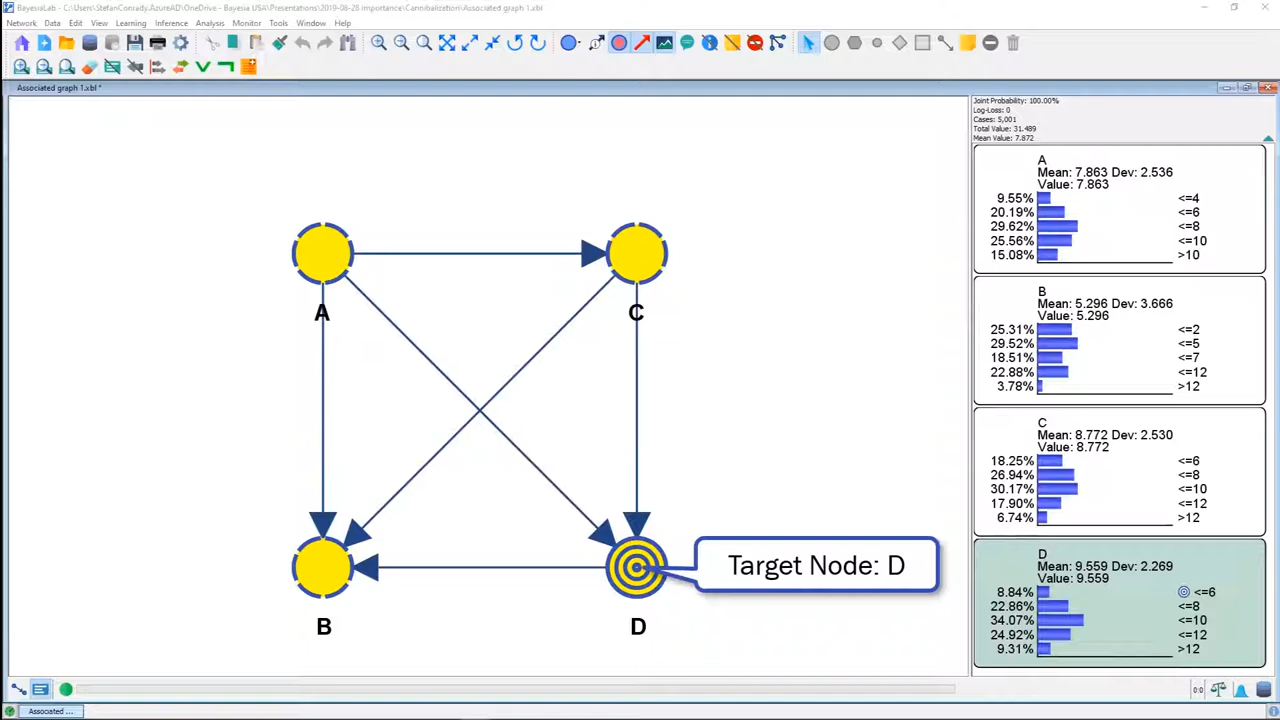 BayesiaLab - C:\Users\StefanConrady.AzureAD\OneDrive - Bayesia USA\Presentations\2019-08-28 importance\Cannibalization\Associated graph 1.xbl
Network Data Edit View Learning Inference Analysis Monitor Tools Window Help
Associated graph 1.xbl *
A
C
B
D
Target Node: D
Joint Probability: 100.00%
Log-Loss: 0
Cases: 5,001
Total Value: 31.489
Mean Value: 7.872
A
Mean: 7.863 Dev: 2.536
Value: 7.863
9.55% <=4
20.19% <=6
29.62% <=8
25.56% <=10
15.08% >10
B
Mean: 5.296 Dev: 3.666
Value: 5.296
25.31% <=2
29.52% <=5
18.51% <=7
22.88% <=12
3.78% >12
C
Mean: 8.772 Dev: 2.530
Value: 8.772
18.25% <=6
26.94% <=8
30.17% <=10
17.90% <=12
6.74% >12
D
Mean: 9.559 Dev: 2.269
Value: 9.559
8.84% <=6
22.86% <=8
34.07% <=10
24.92% <=12
9.31% >12
0:0
Associated ...